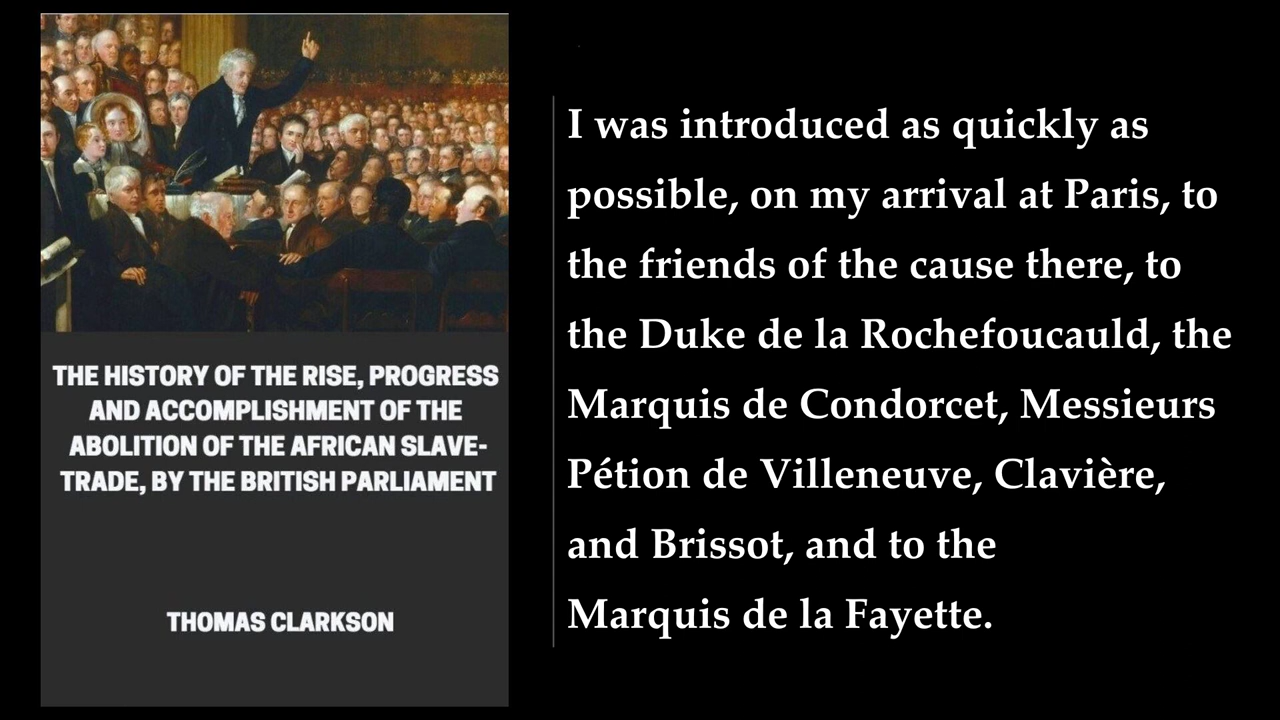 THE HISTORY OF THE RISE, PROGRESS
AND ACCOMPLISHMENT OF THE
ABOLITION OF THE AFRICAN SLAVE-
TRADE, BY THE BRITISH PARLIAMENT
THOMAS CLARKSON
I was introduced as quickly as
possible, on my arrival at Paris, to
the friends of the cause there, to
the Duke de la Rochefoucauld, the
Marquis de Condorcet, Messieurs
Pétion de Villeneuve, Clavière,
and Brissot, and to the
Marquis de la Fayette.